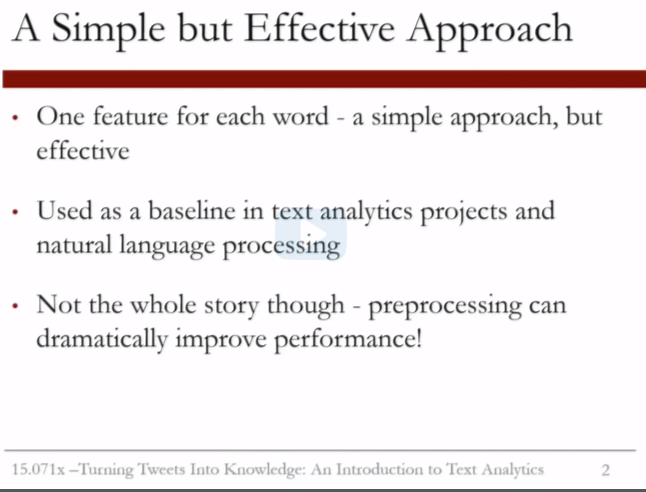 A Simple but Effective Approach
• One feature for each word - a simple approach, but
effective
• Used as a baseline in text analytics projects and
natural language processing
• Not the whole story though - preprocessing can
dramatically improve performance!
15.071x –Turning Tweets Into Knowledge: An Introduction to Text Analytics 2